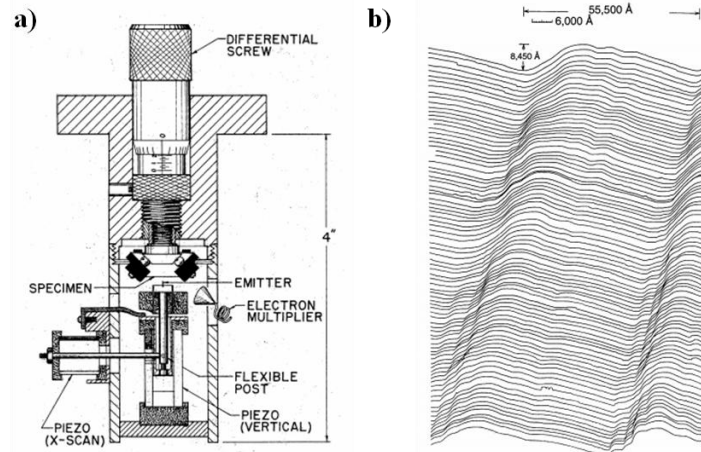 a)
DIFFERENTIAL
SCREW
4"
SPECIMEN
EMITTER
ELECTRON
MULTIPLIER
FLEXIBLE
POST
PIEZO
(X-SCAN)
PIEZO
(VERTICAL)
b)
55,500 Å
6,000 Å
8,450 Å